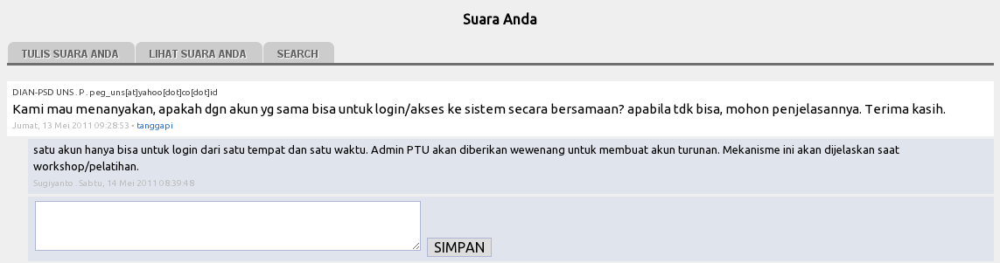 Suara Anda
TULIS SUARA ANDA LIHAT SUARA ANDA SEARCH
DIAN-PSD UNS . P . peg_uns[at]yahoo[dot]co[dot]id
Kami mau menanyakan, apakah dgn akun yg sama bisa untuk login/akses ke sistem secara bersamaan? apabila tdk bisa, mohon penjelasannya. Terima kasih.
Jumat, 13 Mei 2011 09:28:53 • tanggapi
satu akun hanya bisa untuk login dari satu tempat dan satu waktu. Admin PTU akan diberikan wewenang untuk membuat akun turunan. Mekanisme ini akan dijelaskan saat
workshop/pelatihan.
Sugiyanto . Sabtu, 14 Mei 2011 08:39:48
SIMPAN